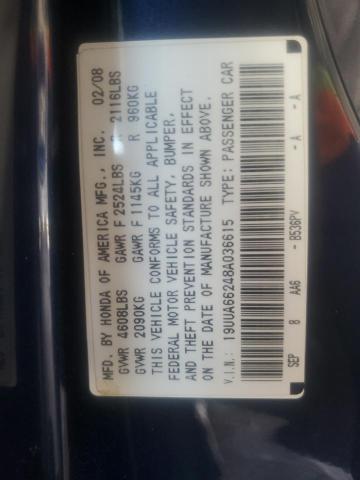 MFD. BY HONDA OF AMERICA MFG., INC. 02/08
GVWR 4608LBS GAWR F 2524LBS R 2116LBS
GVWR 2090KG GAWR F 1145KG R 960KG
THIS VEHICLE CONFORMS TO ALL APPLICABLE
FEDERAL MOTOR VEHICLE SAFETY, BUMPER,
AND THEFT PREVENTION STANDARDS IN EFFECT
ON THE DATE OF MANUFACTURE SHOWN ABOVE.
V.I.N.: 19UUA66248A036615 TYPE: PASSENGER CAR
SEP 8 AA6 - B536PV - A - A